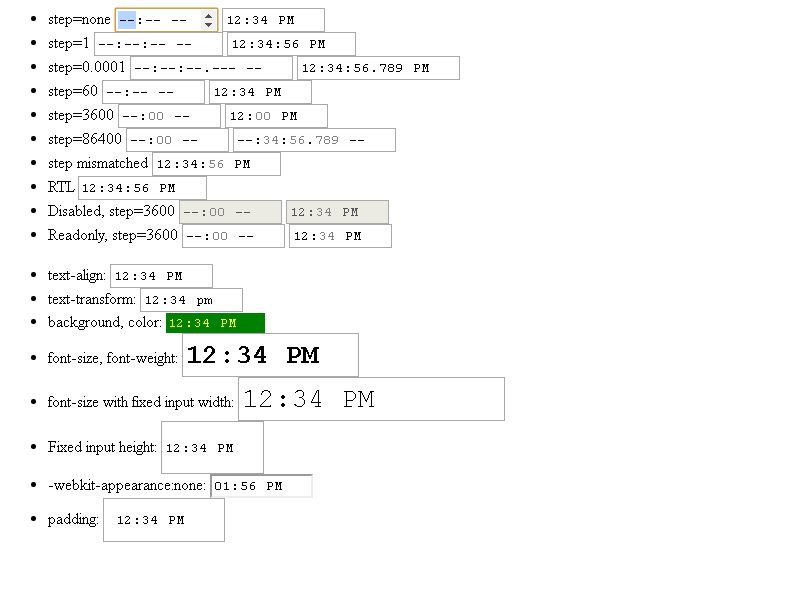 step=none --:-- -- 12:34 PM
step=1 --:--:-- -- 12:34:56 PM
step=0.0001 --:--:--.--- -- 12:34:56.789 PM
step=60 --:-- -- 12:34 PM
step=3600 --:00 -- 12:00 PM
step=86400 --:00 -- --:34:56.789 --
step mismatched 12:34:56 PM
RTL 12:34:56 PM
Disabled, step=3600 --:00 -- 12:34 PM
Readonly, step=3600 --:00 -- 12:34 PM
text-align: 12:34 PM
text-transform: 12:34 pm
background, color: 12:34 PM
font-size, font-weight: 12:34 PM
font-size with fixed input width: 12:34 PM
Fixed input height: 12:34 PM
-webkit-appearance:none: 01:56 PM
padding: 12:34 PM